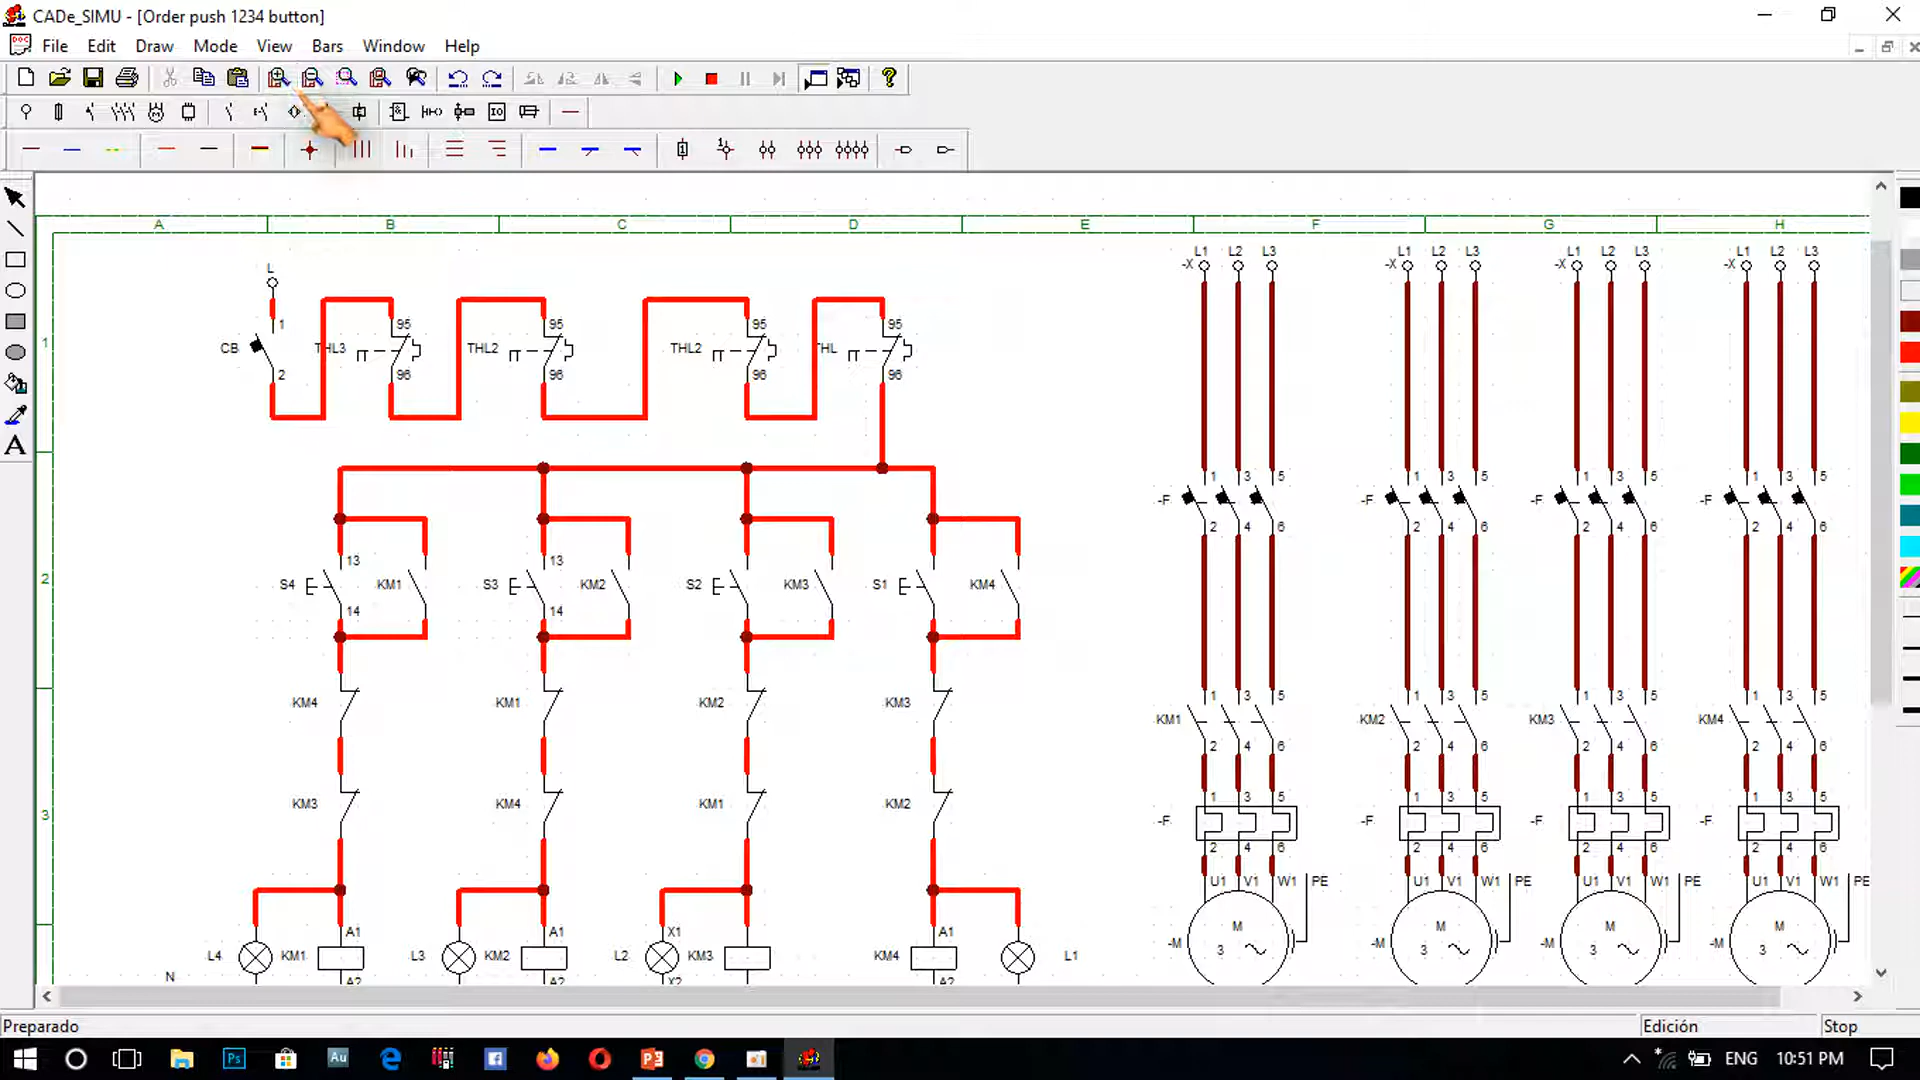 CADe_SIMU - [Order push 1234 button]
File Edit Draw Mode View Bars Window Help
A B C D E F G H
L
L1 L2 L3 L1 L2 L3 L1 L2 L3 L1 L2 L3
-X -X -X -X
1 95 95 95 95
CB THL3 THL2 THL2 THL
2 96 96 96 96
1
1 3 5 1 3 5 1 3 5 1 3 5
-F -F -F -F
2 4 6 2 4 6 2 4 6 2 4 6
13 13
2 S4 KM1 S3 KM2 S2 KM3 S1 KM4
14 14
KM4 KM1 KM2 KM3
1 3 5 1 3 5 1 3 5 1 3 5
KM1 KM2 KM3 KM4
2 4 6 2 4 6 2 4 6 2 4 6
KM3 KM4 KM1 KM2
1 3 5 1 3 5 1 3 5 1 3 5
3 -F -F -F -F
2 4 6 2 4 6 2 4 6 2 4 6
U1 V1 W1 PE U1 V1 W1 PE U1 V1 W1 PE U1 V1 W1 PE
A1 A1 X1 A1
M M M M
-M 3 -M 3 -M 3 -M 3
L4 KM1 L3 KM2 L2 KM3 KM4 L1
N A2 A2 X2 A2
Preparado Edición Stop
ENG 10:51 PM